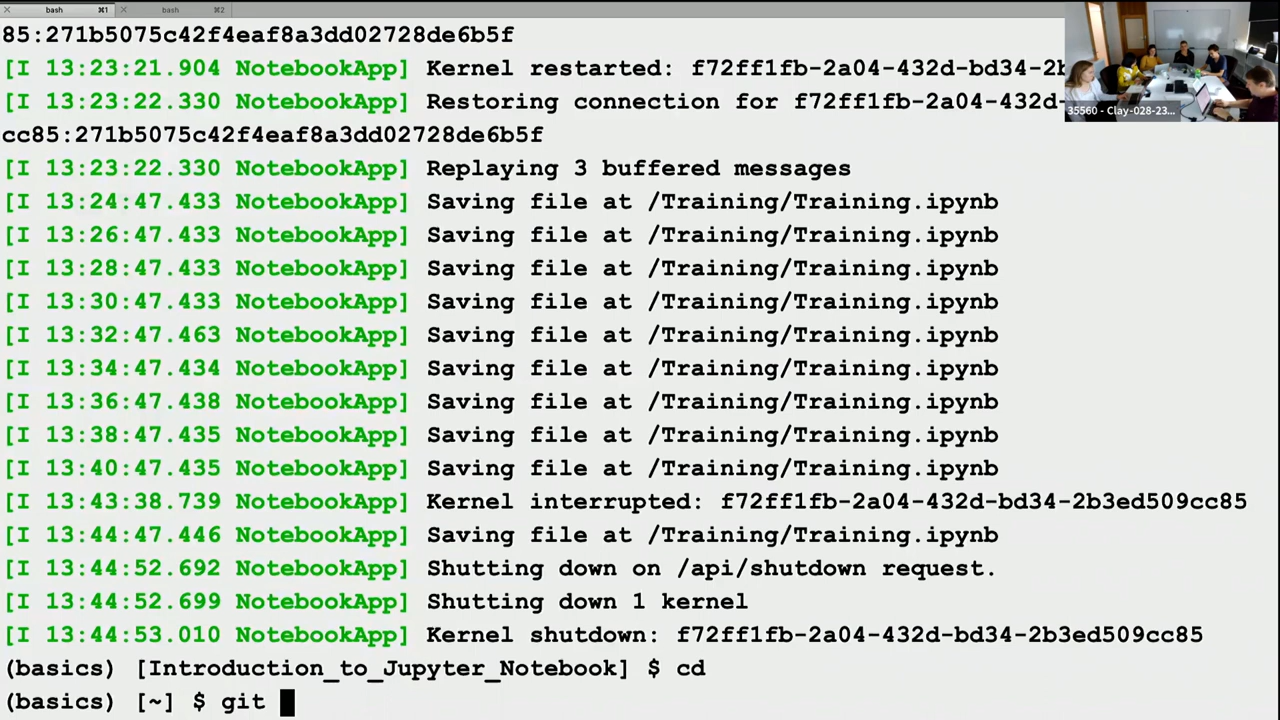 bash ⌘1 bash ⌘2
85:271b5075c42f4eaf8a3dd02728de6b5f
[I 13:23:21.904 NotebookApp] Kernel restarted: f72ff1fb-2a04-432d-bd34-2b
[I 13:23:22.330 NotebookApp] Restoring connection for f72ff1fb-2a04-432d-
cc85:271b5075c42f4eaf8a3dd02728de6b5f
35560 - Clay-028-23...
[I 13:23:22.330 NotebookApp] Replaying 3 buffered messages
[I 13:24:47.433 NotebookApp] Saving file at /Training/Training.ipynb
[I 13:26:47.433 NotebookApp] Saving file at /Training/Training.ipynb
[I 13:28:47.433 NotebookApp] Saving file at /Training/Training.ipynb
[I 13:30:47.433 NotebookApp] Saving file at /Training/Training.ipynb
[I 13:32:47.463 NotebookApp] Saving file at /Training/Training.ipynb
[I 13:34:47.434 NotebookApp] Saving file at /Training/Training.ipynb
[I 13:36:47.438 NotebookApp] Saving file at /Training/Training.ipynb
[I 13:38:47.435 NotebookApp] Saving file at /Training/Training.ipynb
[I 13:40:47.435 NotebookApp] Saving file at /Training/Training.ipynb
[I 13:43:38.739 NotebookApp] Kernel interrupted: f72ff1fb-2a04-432d-bd34-2b3ed509cc85
[I 13:44:47.446 NotebookApp] Saving file at /Training/Training.ipynb
[I 13:44:52.692 NotebookApp] Shutting down on /api/shutdown request.
[I 13:44:52.699 NotebookApp] Shutting down 1 kernel
[I 13:44:53.010 NotebookApp] Kernel shutdown: f72ff1fb-2a04-432d-bd34-2b3ed509cc85
(basics) [Introduction_to_Jupyter_Notebook] $ cd
(basics) [~] $ git